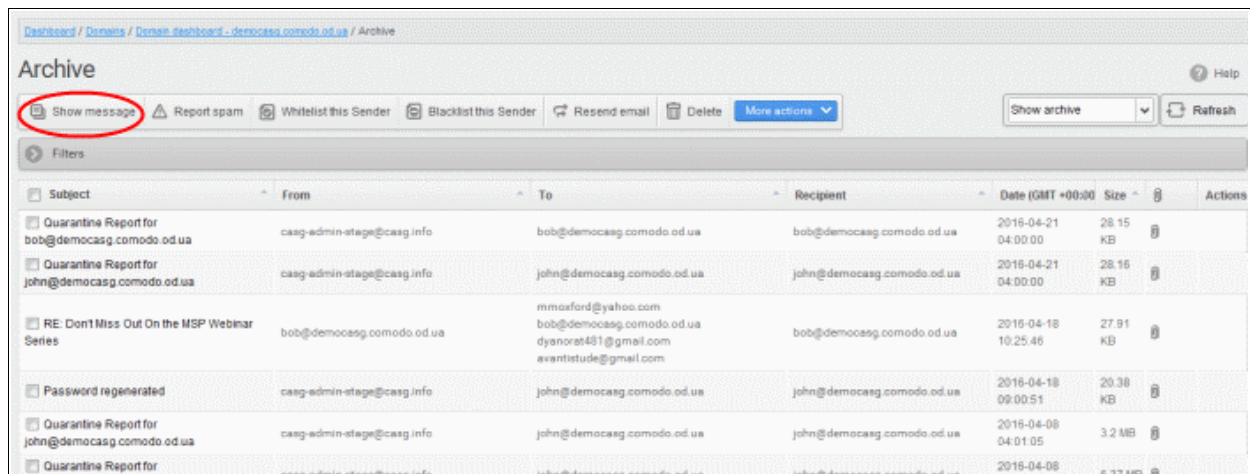 Dashboard / Domains / Domain dashboard - democasg.comodo.od.ua / Archive
Archive
Help
Show message Report spam Whitelist this Sender Blacklist this Sender Resend email Delete More actions Show archive Refresh
Filters
Subject From To Recipient Date (GMT +00:00 Size Actions
Quarantine Report for
bob@democasg.comodo.od.ua
casg-admin-stage@casg.info
bob@democasg.comodo.od.ua
bob@democasg.comodo.od.ua
2016-04-21
04:00:00
28.15
KB
Quarantine Report for
john@democasg.comodo.od.ua
casg-admin-stage@casg.info
john@democasg.comodo.od.ua
john@democasg.comodo.od.ua
2016-04-21
04:00:00
28.16
KB
RE: Don't Miss Out On the MSP Webinar
Series
bob@democasg.comodo.od.ua
mmoxford@yahoo.com
bob@democasg.comodo.od.ua
dyanorat481@gmail.com
avantistude@gmail.com
bob@democasg.comodo.od.ua
2016-04-18
10:25:46
27.91
KB
Password regenerated
casg-admin-stage@casg.info
john@democasg.comodo.od.ua
john@democasg.comodo.od.ua
2016-04-18
09:00:51
20.38
KB
Quarantine Report for
john@democasg.comodo.od.ua
casg-admin-stage@casg.info
john@democasg.comodo.od.ua
john@democasg.comodo.od.ua
2016-04-08
04:01:05
3.2 MB
Quarantine Report for
2016-04-08